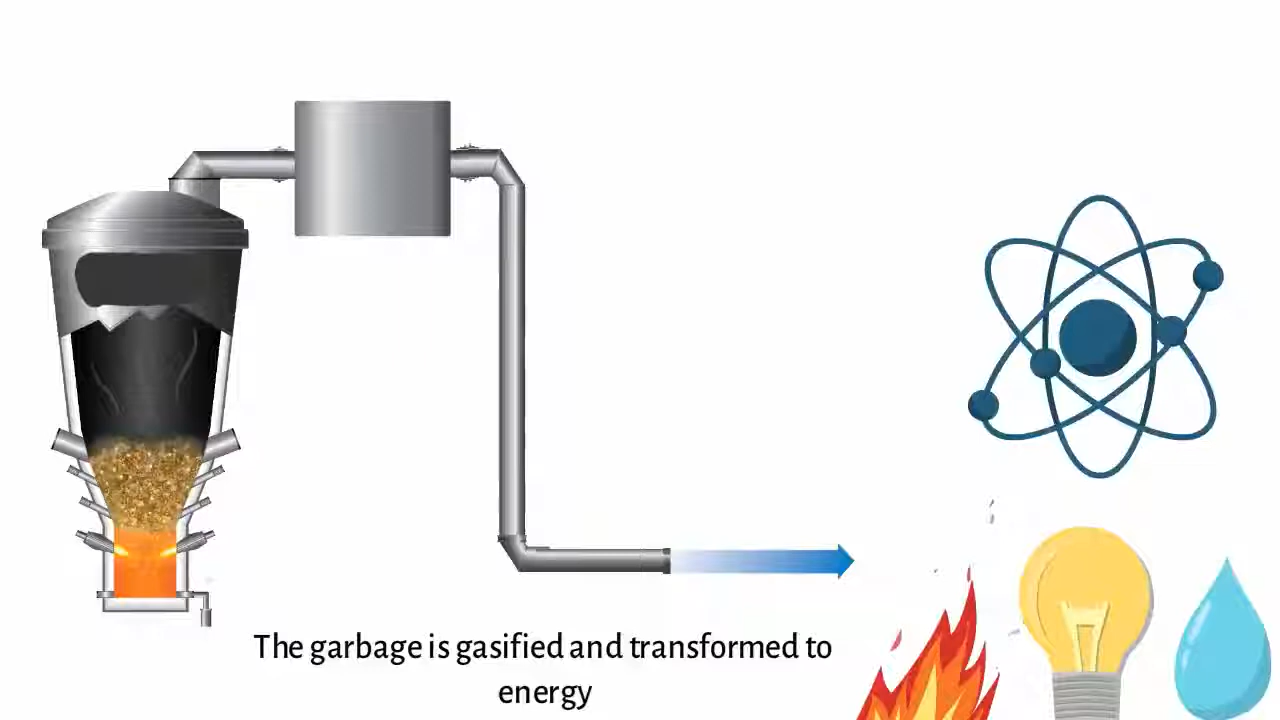 The garbage is gasified and transformed to
energy